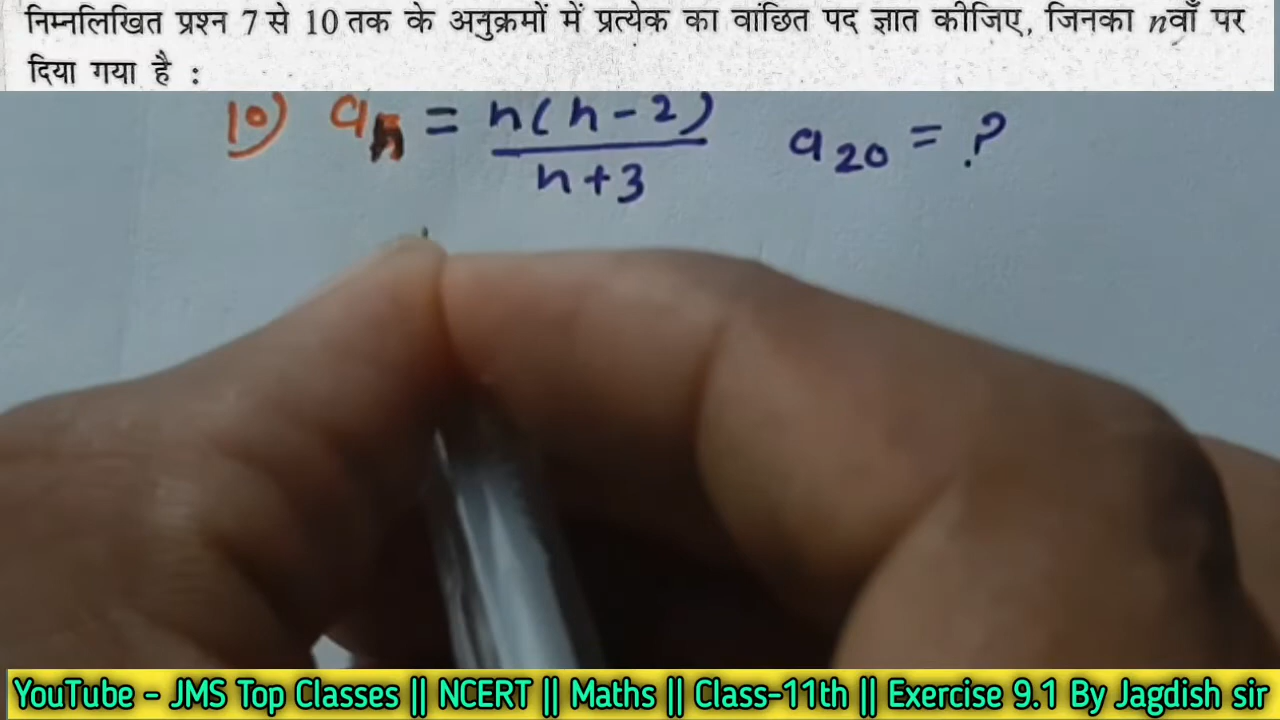 निम्नलिखित प्रश्न 7 से 10 तक के अनुक्रमों में प्रत्येक का वांछित पद ज्ञात कीजिए, जिनका nवाँ पर
दिया गया है :
10) aₙ = n(n-2)/n+3 a₂₀ = ?
YouTube - JMS Top Classes || NCERT || Maths || Class-11th || Exercise 9.1 By Jagdish sir